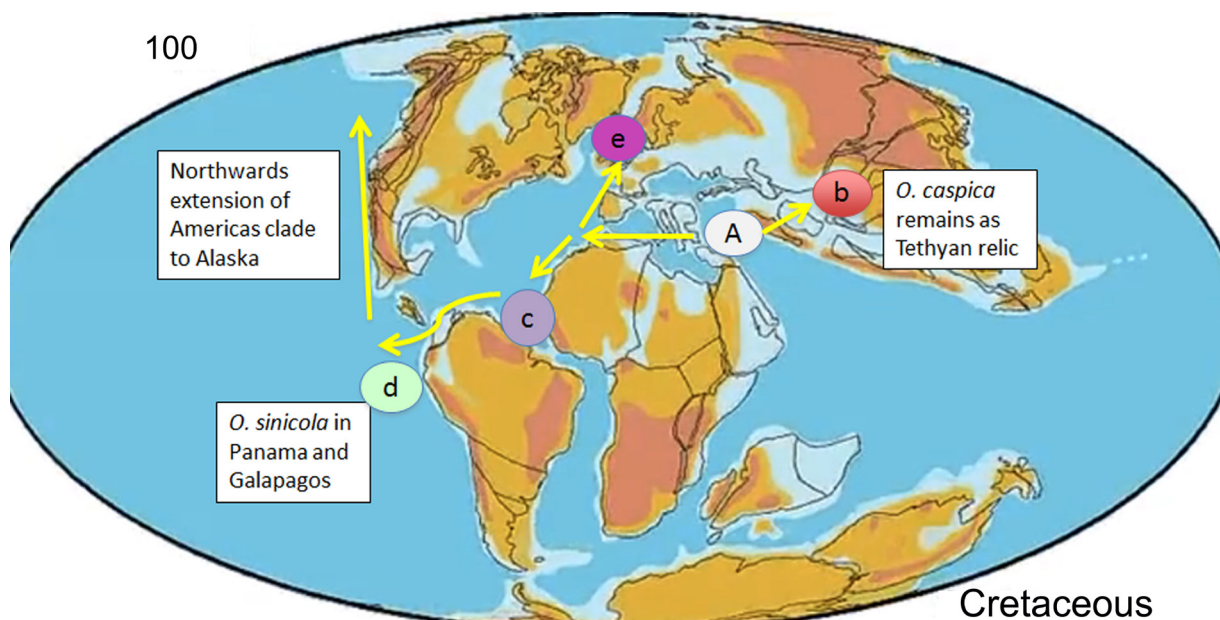 100
Northwards
extension of
Americas clade
to Alaska
e
b
O. caspica
remains as
Tethyan relic
A
c
d
O. sinicola in
Panama and
Galapagos
Cretaceous